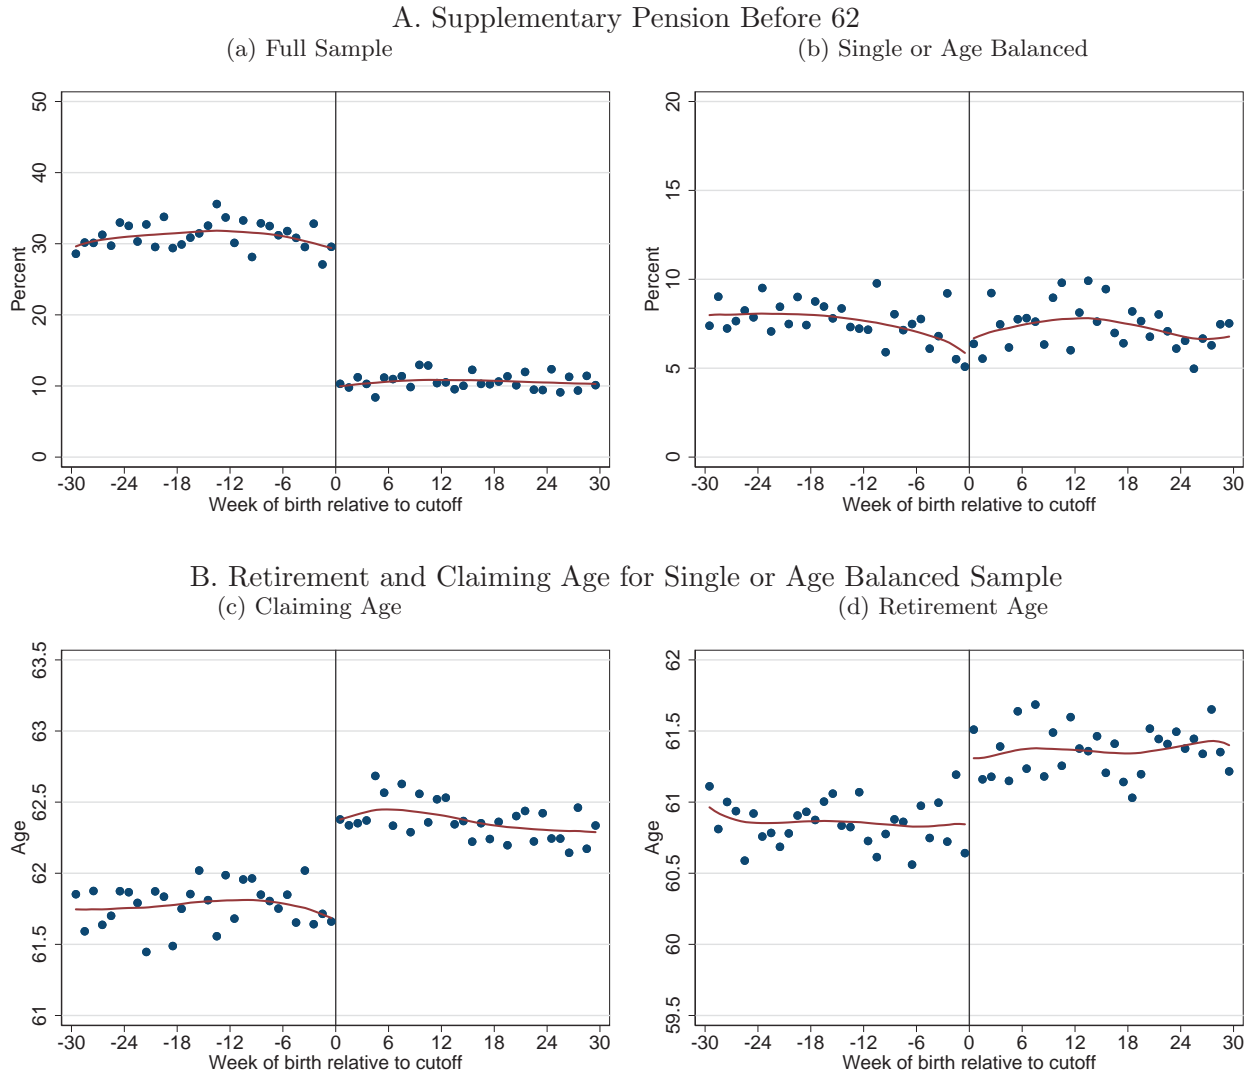 A. Supplementary Pension Before 62
(a) Full Sample
(b) Single or Age Balanced
50
40
30
20
10
0
Percent
-30 -24 -18 -12 -6 0 6 12 18 24 30
Week of birth relative to cutoff
20
15
10
5
0
Percent
-30 -24 -18 -12 -6 0 6 12 18 24 30
Week of birth relative to cutoff
B. Retirement and Claiming Age for Single or Age Balanced Sample
(c) Claiming Age
(d) Retirement Age
63.5
63
62.5
62
61.5
61
Age
-30 -24 -18 -12 -6 0 6 12 18 24 30
Week of birth relative to cutoff
62
61.5
61
60.5
60
59.5
Age
-30 -24 -18 -12 -6 0 6 12 18 24 30
Week of birth relative to cutoff